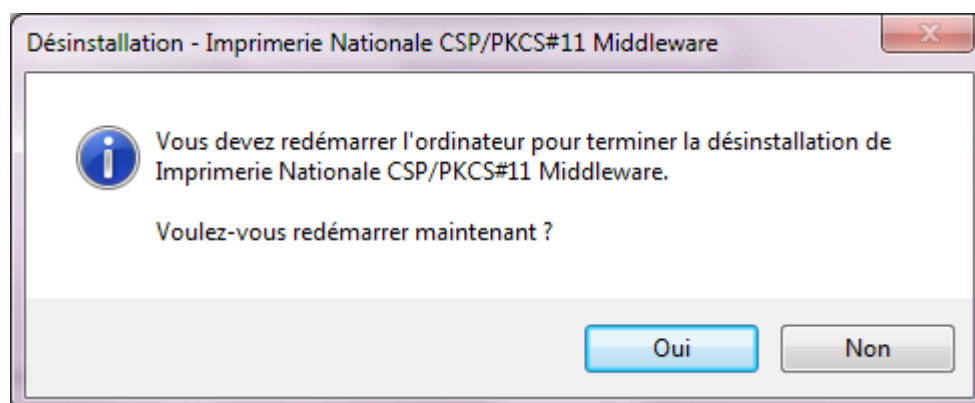 Désinstallation - Imprimerie Nationale CSP/PKCS#11 Middleware
Vous devez redémarrer l'ordinateur pour terminer la désinstallation de
Imprimerie Nationale CSP/PKCS#11 Middleware.
Voulez-vous redémarrer maintenant ?
Oui
Non